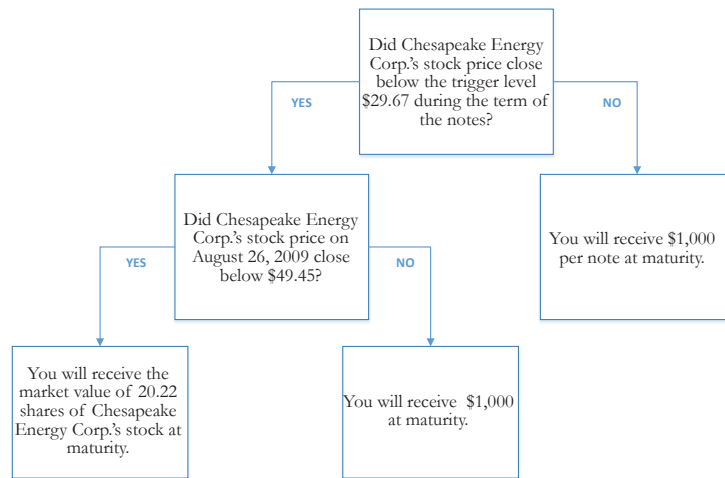 Did Chesapeake Energy
Corp.'s stock price close
below the trigger level
$29.67 during the term of
the notes?
YES
NO
Did Chesapeake Energy
Corp.'s stock price on
August 26, 2009 close
below $49.45?
You will receive $1,000
per note at maturity.
YES
NO
You will receive the
market value of 20.22
shares of Chesapeake
Energy Corp.'s stock at
maturity.
You will receive $1,000
at maturity.